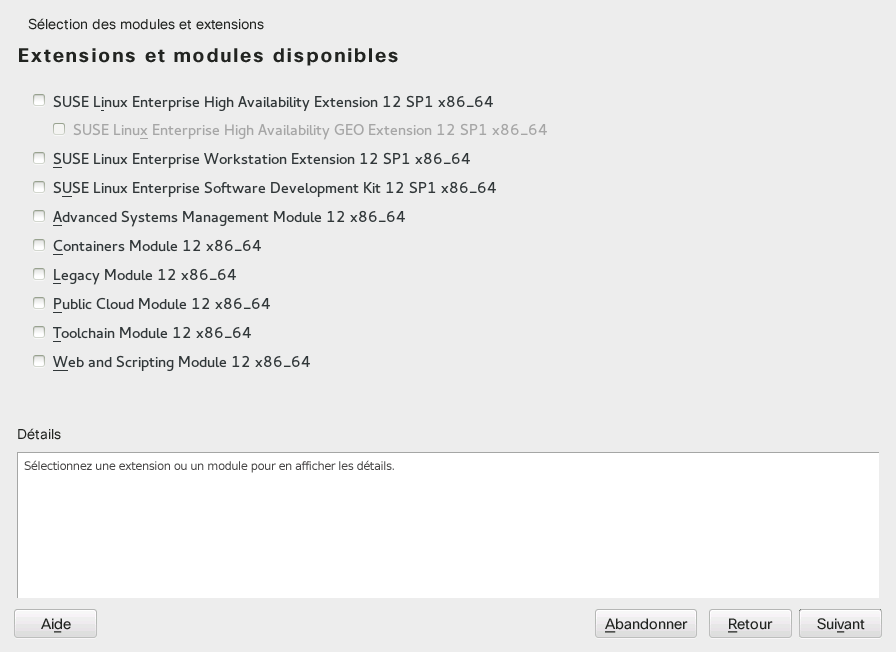 Sélection des modules et extensions
Extensions et modules disponibles
SUSE Linux Enterprise High Availability Extension 12 SP1 x86_64
SUSE Linux Enterprise High Availability GEO Extension 12 SP1 x86_64
SUSE Linux Enterprise Workstation Extension 12 SP1 x86_64
SUSE Linux Enterprise Software Development Kit 12 SP1 x86_64
Advanced Systems Management Module 12 x86_64
Containers Module 12 x86_64
Legacy Module 12 x86_64
Public Cloud Module 12 x86_64
Toolchain Module 12 x86_64
Web and Scripting Module 12 x86_64
Détails
Sélectionnez une extension ou un module pour en afficher les détails.
Aide Abandonner Retour Suivant